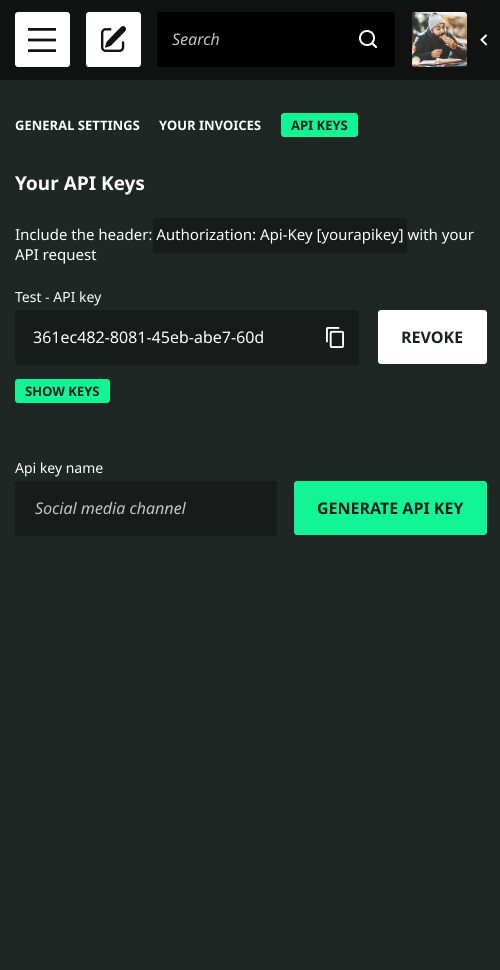 Search
GENERAL SETTINGS YOUR INVOICES API KEYS
Your API Keys
Include the header: Authorization: Api-Key [yourapikey] with your
API request
Test - API key
361ec482-8081-45eb-abe7-60d
REVOKE
SHOW KEYS
Api key name
Social media channel
GENERATE API KEY